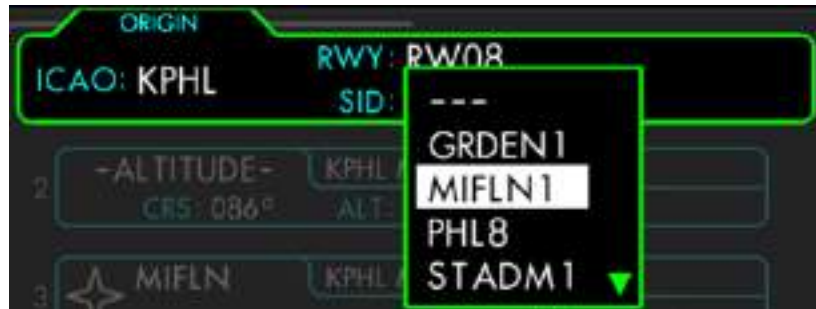 ORIGIN
ICAO: KPHL
RWY: RW08
SID:
---
GRDEN1
MIFLN1
PHL8
STADM1
2
-ALTITUDE-
KPHL
CRS: 086°
ALT:
3
MIFLN
KPHL